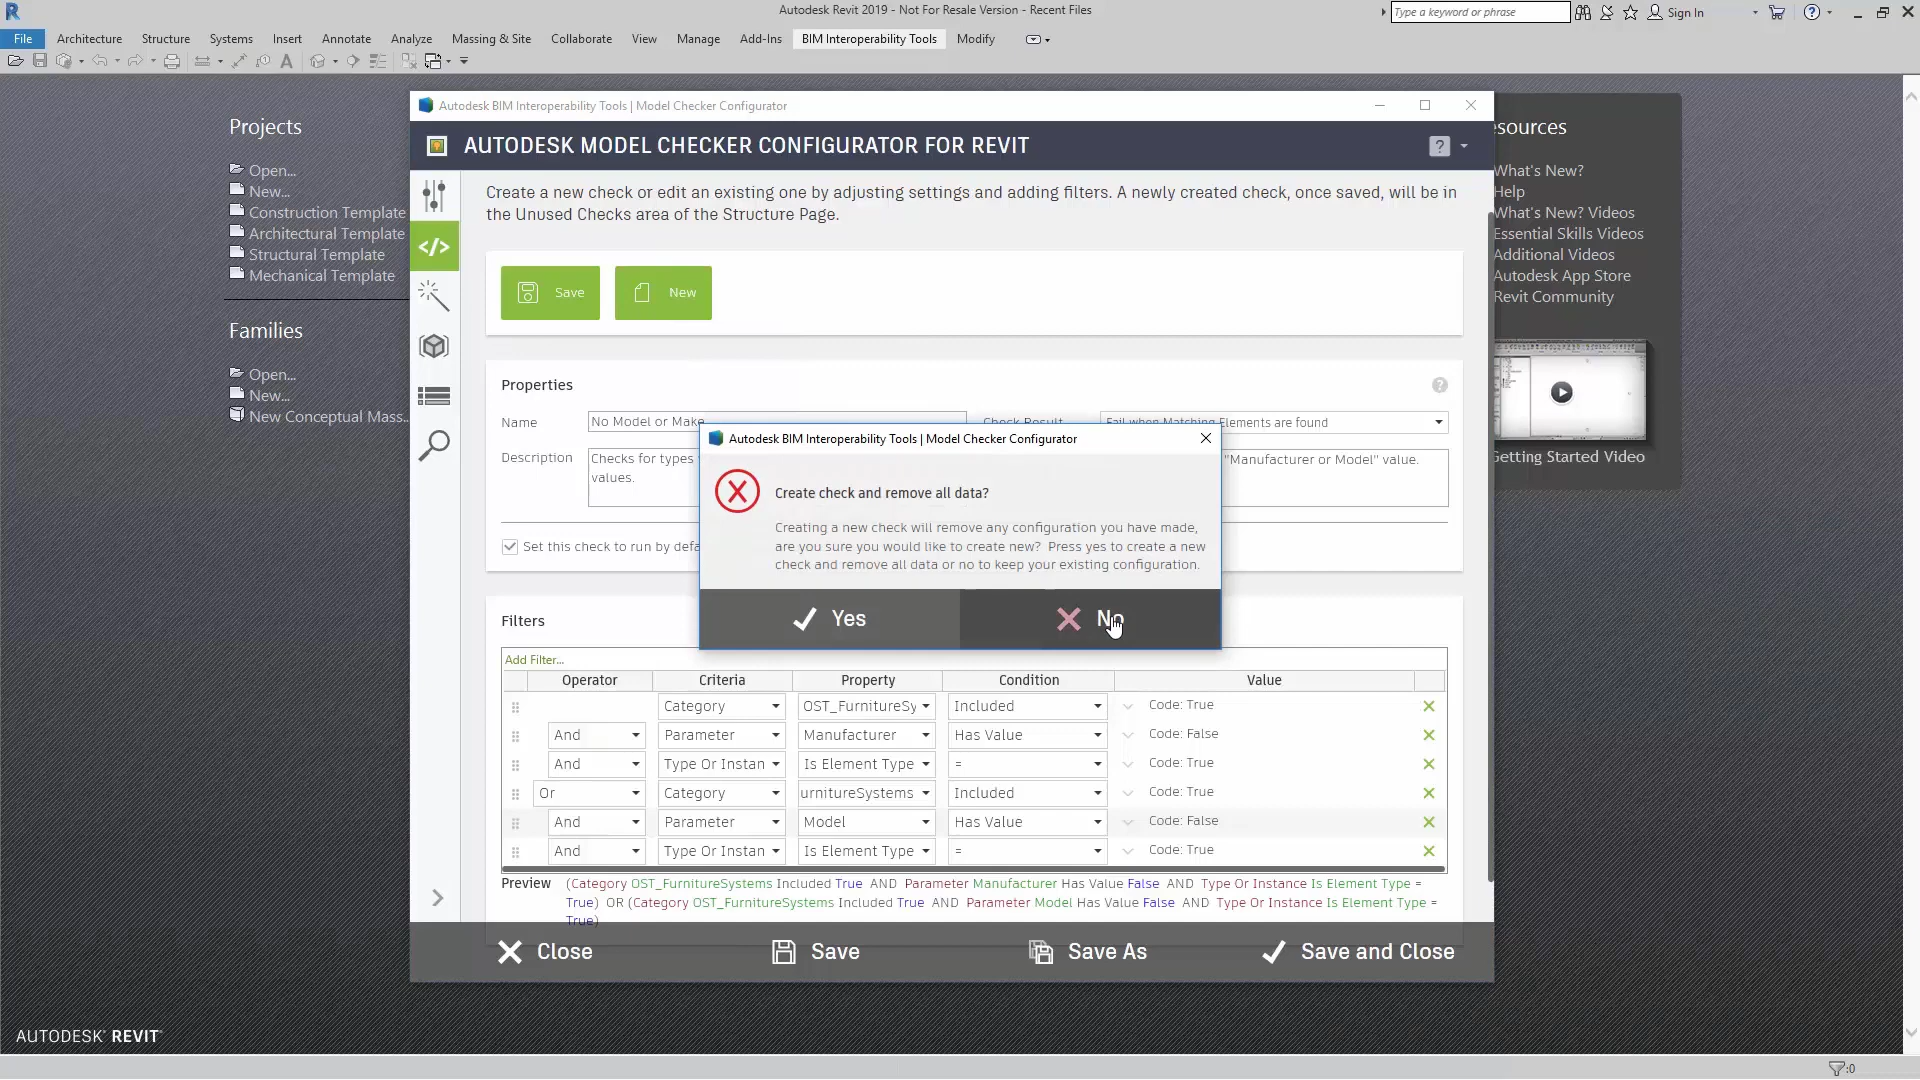 Autodesk Revit 2019 - Not For Resale Version - Recent Files
Type a keyword or phrase
Sign In
File Architecture Structure Systems Insert Annotate Analyze Massing & Site Collaborate View Manage Add-Ins BIM Interoperability Tools Modify
Projects
Open...
New...
Construction Template
Architectural Template
Structural Template
Mechanical Template
Families
Open...
New...
New Conceptual Mass...
Autodesk BIM Interoperability Tools | Model Checker Configurator
AUTODESK MODEL CHECKER CONFIGURATOR FOR REVIT
?
Create a new check or edit an existing one by adjusting settings and adding filters. A newly created check, once saved, will be in
the Unused Checks area of the Structure Page.
Save New
Properties
?
Name No Model or Make Check Result Fail when Matching Elements are found
Description Checks for types
values.
"Manufacturer or Model" value.
Set this check to run by defa
Autodesk BIM Interoperability Tools | Model Checker Configurator
Create check and remove all data?
Creating a new check will remove any configuration you have made,
are you sure you would like to create new? Press yes to create a new
check and remove all data or no to keep your existing configuration.
Yes No
Filters
Add Filter...
Operator Criteria Property Condition Value
Category OST_FurnitureSy Included Code: True
And Parameter Manufacturer Has Value Code: False
And Type Or Instan Is Element Type = Code: True
Or Category urnitureSystems Included Code: True
And Parameter Model Has Value Code: False
And Type Or Instan Is Element Type = Code: True
Preview (Category OST_FurnitureSystems Included True AND Parameter Manufacturer Has Value False AND Type Or Instance Is Element Type =
True) OR (Category OST_FurnitureSystems Included True AND Parameter Model Has Value False AND Type Or Instance Is Element Type =
True)
Close Save Save As Save and Close
esources
What's New?
Help
What's New? Videos
Essential Skills Videos
Additional Videos
Autodesk App Store
Revit Community
Getting Started Video
AUTODESK® REVIT®
:0